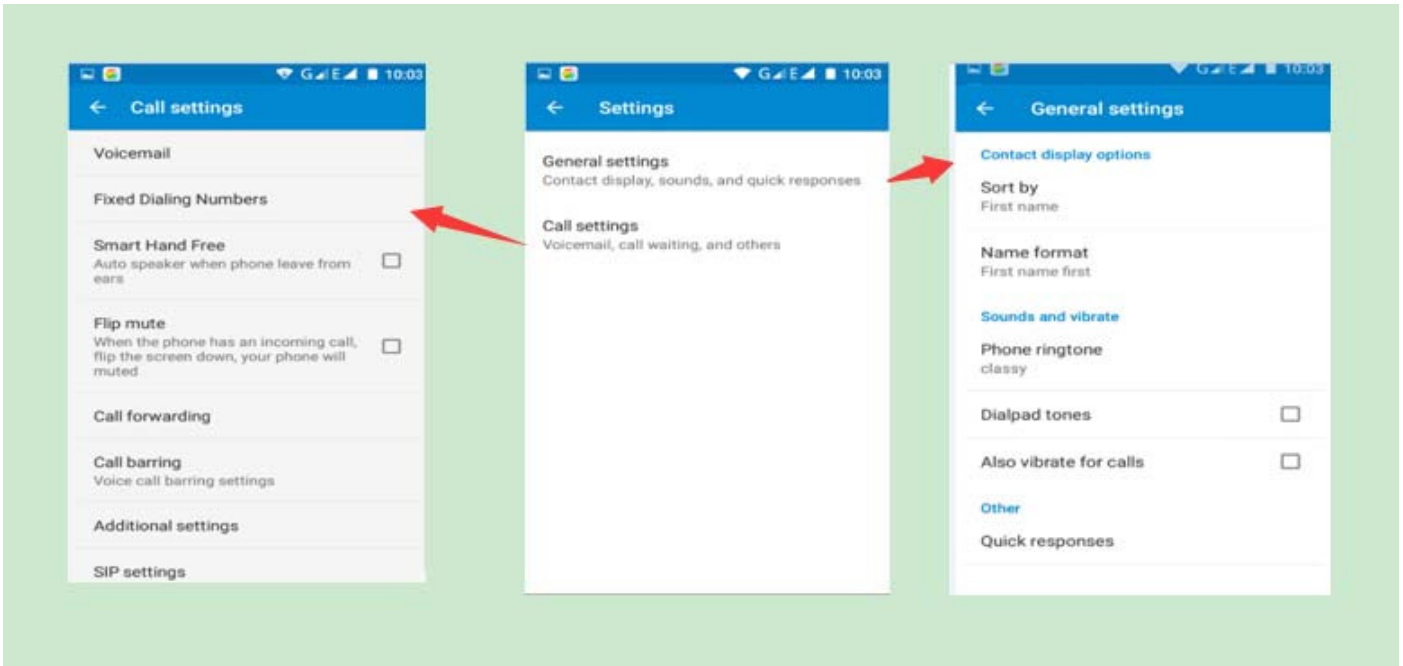 G E 10:03
Call settings
Voicemail
Fixed Dialing Numbers
Smart Hand Free
Auto speaker when phone leave from
ears
Flip mute
When the phone has an incoming call,
flip the screen down, your phone will
muted
Call forwarding
Call barring
Voice call barring settings
Additional settings
SIP settings
G E 10:03
Settings
General settings
Contact display, sounds, and quick responses
Call settings
Voicemail, call waiting, and others
G E 10:03
General settings
Contact display options
Sort by
First name
Name format
First name first
Sounds and vibrate
Phone ringtone
classy
Dialpad tones
Also vibrate for calls
Other
Quick responses